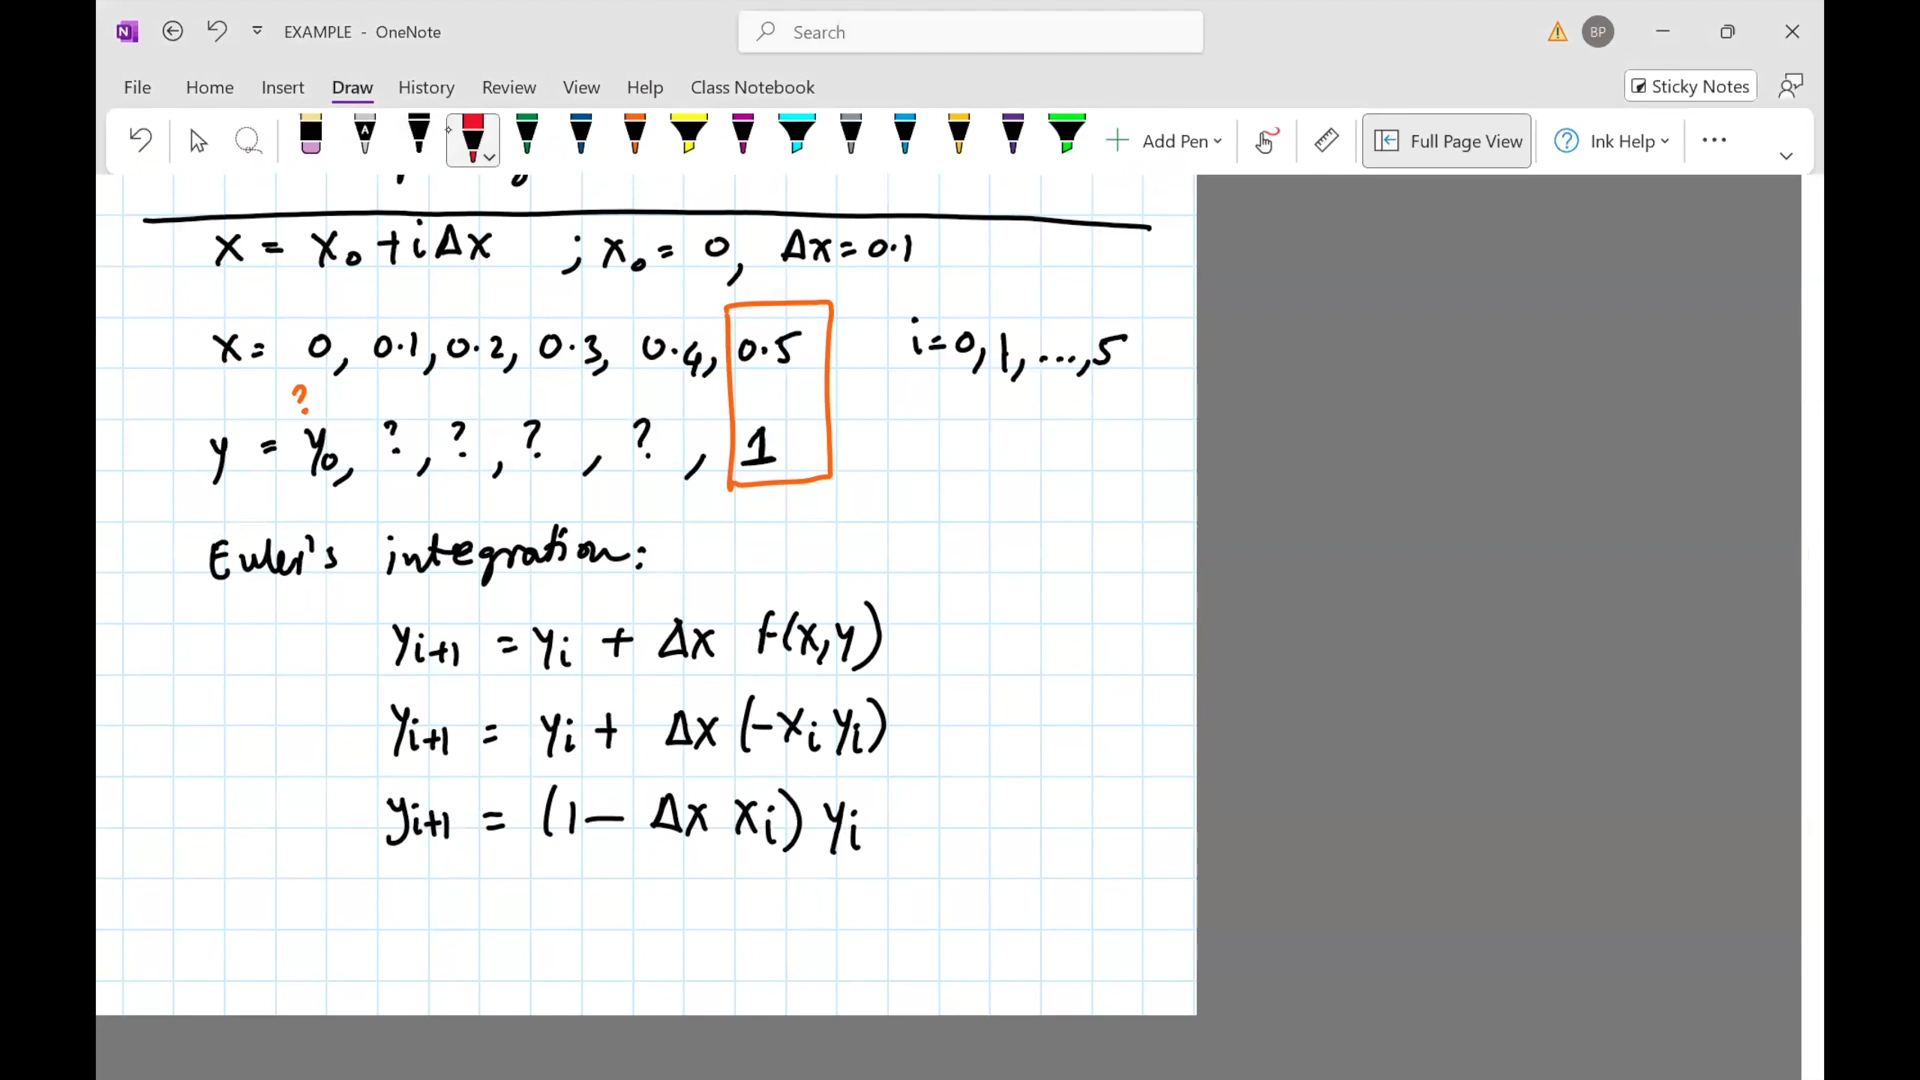 EXAMPLE - OneNote
Search
BP
File Home Insert Draw History Review View Help Class Notebook
Sticky Notes
A
Add Pen
Full Page View
Ink Help
x = x₀ + iΔx ; x₀ = 0, Δx = 0.1
x = 0, 0.1, 0.2, 0.3, 0.4, 0.5 i = 0, 1, ..., 5
?
y = y₀, ?, ?, ?, ?, 1
Euler's integration:
yᵢ₊₁ = yᵢ + Δx f(x,y)
yᵢ₊₁ = yᵢ + Δx (-xᵢ yᵢ)
yᵢ₊₁ = (1 - Δx xᵢ) yᵢ